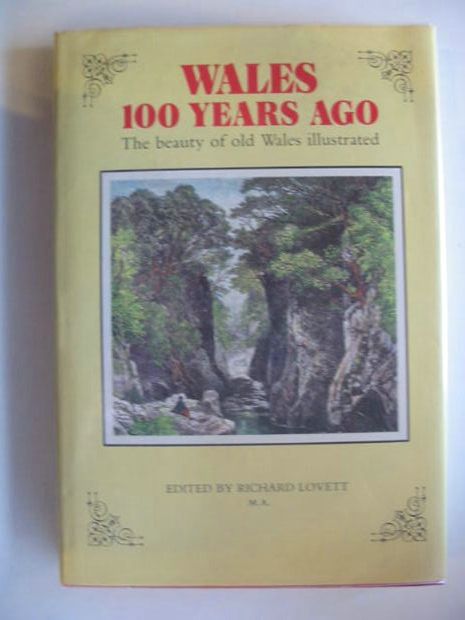 WALES
100 YEARS AGO
The beauty of old Wales illustrated
EDITED BY RICHARD LOVETT
M.A.